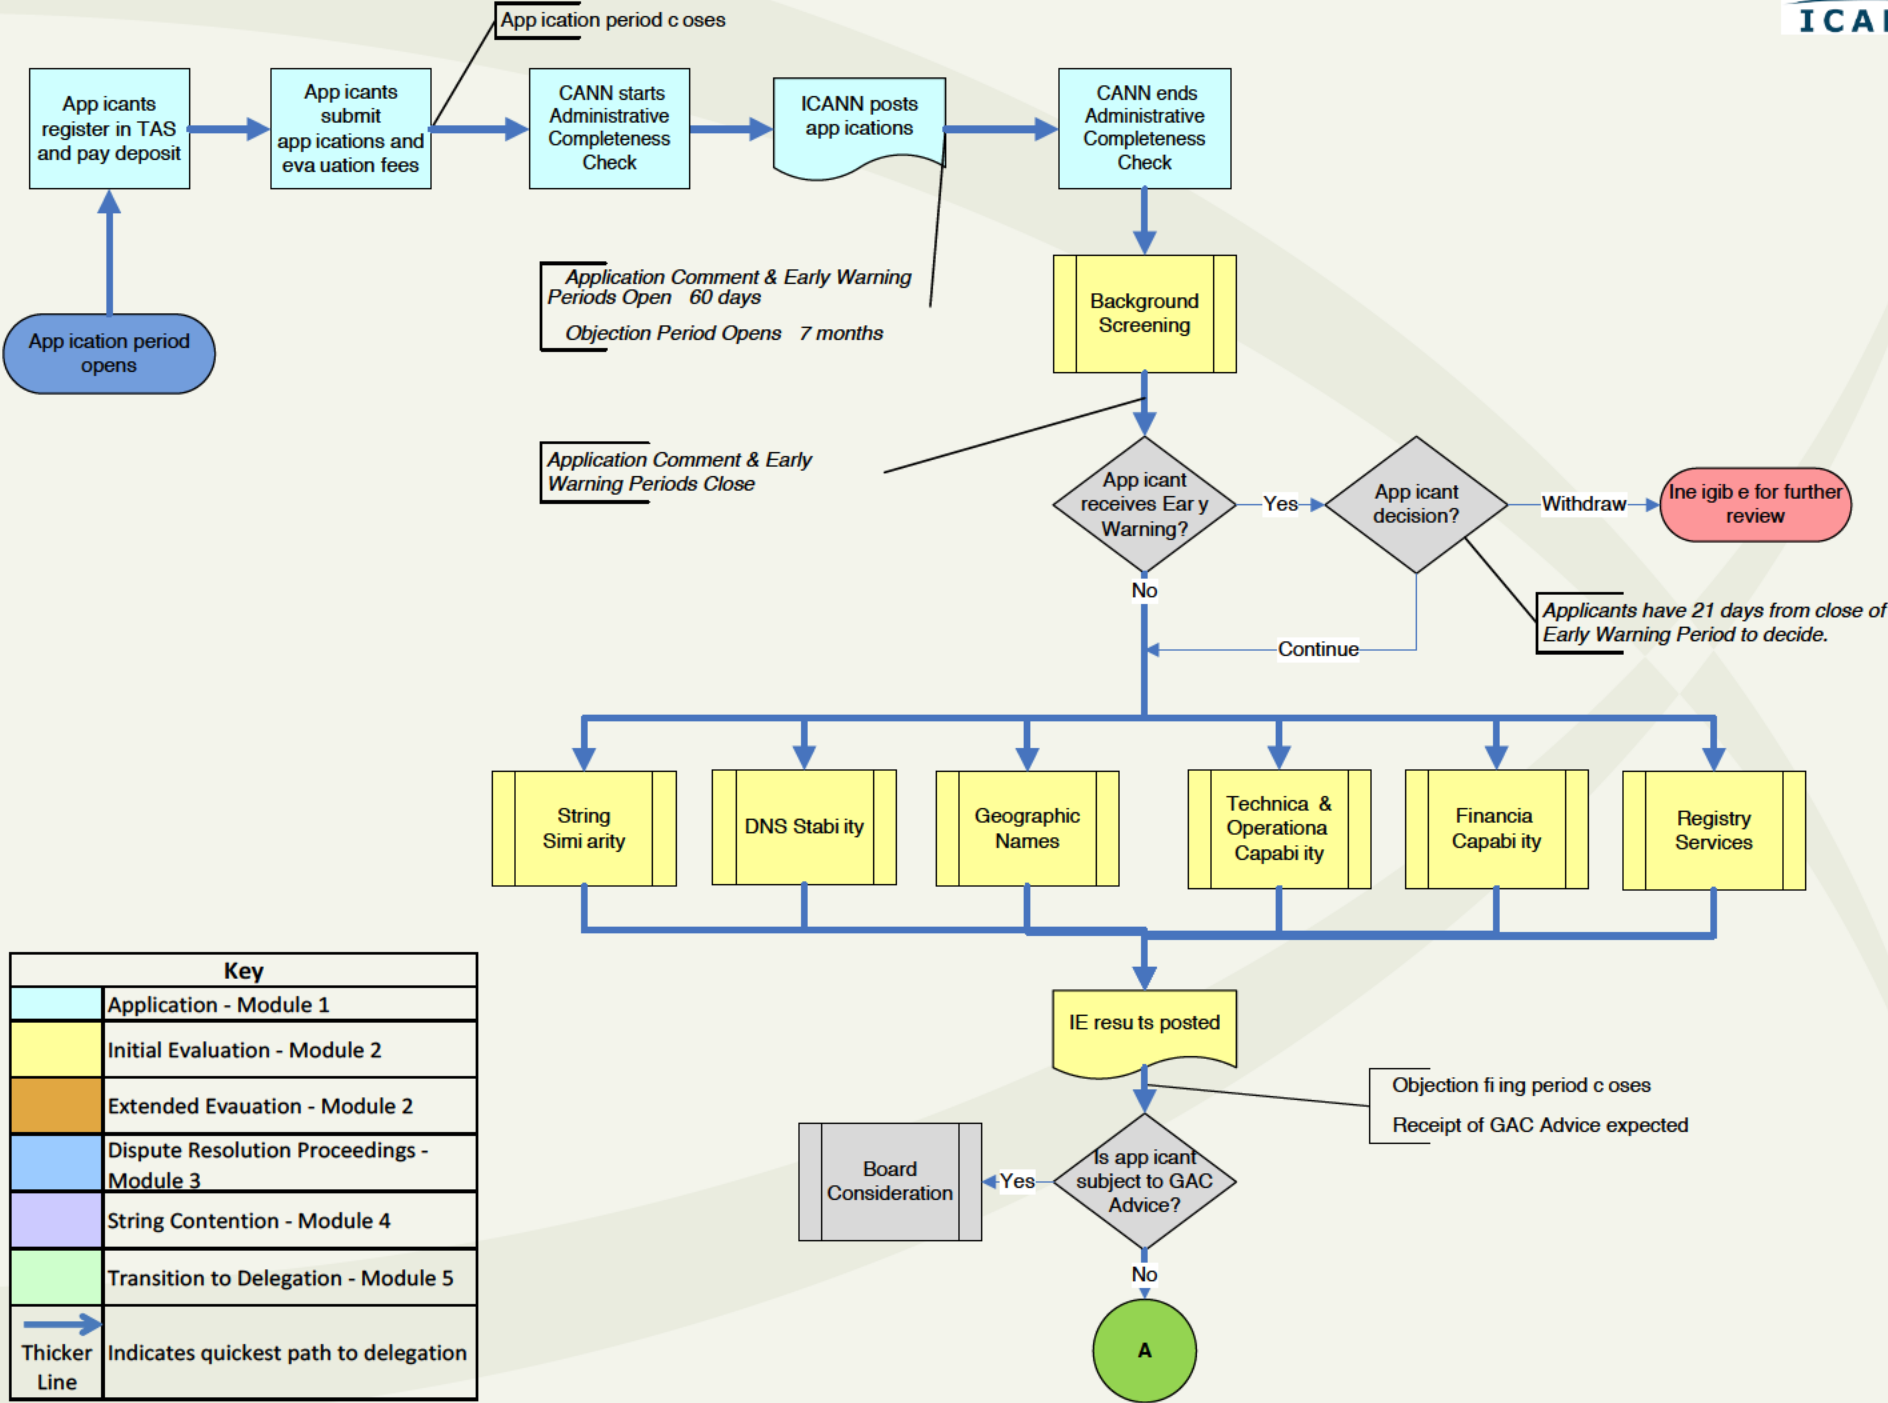 App ication period c oses
ICA
App icants
register in TAS
and pay deposit
App icants
submit
app ications and
eva uation fees
CANN starts
Administrative
Completeness
Check
ICANN posts
app ications
CANN ends
Administrative
Completeness
Check
Application Comment & Early Warning
Periods Open 60 days
Objection Period Opens 7 months
Background
Screening
App ication period
opens
Application Comment & Early
Warning Periods Close
App icant
receives Ear y
Warning?
Yes
App icant
decision?
Withdraw
Ine igib e for further
review
No
Applicants have 21 days from close of
Early Warning Period to decide.
Continue
String
Simi arity
DNS Stabi ity
Geographic
Names
Technica &
Operationa
Capabi ity
Financia
Capabi ity
Registry
Services
IE resu ts posted
Objection fi ing period c oses
Receipt of GAC Advice expected
Is app icant
subject to GAC
Advice?
Yes
Board
Consideration
No
A
Key
Application - Module 1
Initial Evaluation - Module 2
Extended Evauation - Module 2
Dispute Resolution Proceedings -
Module 3
String Contention - Module 4
Transition to Delegation - Module 5
Thicker
Line
Indicates quickest path to delegation